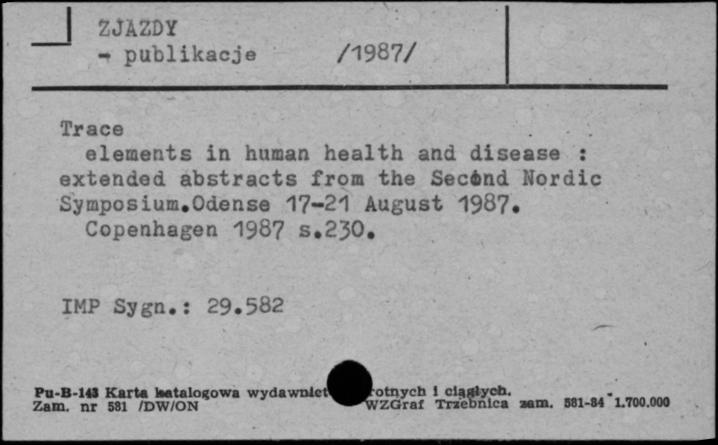 ZJAZDY
- publikacje /1987/
Trace
elements in human health and disease :
extended abstracts from the Second Nordic
Symposium.Odense 17-21 August 1987.
Copenhagen 1987 s.230.
IMP Sygn.: 29.582
Pu-B-143 Karta katalogowa wydawnict rotnych i ciągłych.
Zam. nr 581 /DW/ON WZGraf Trzebnica zam. 581-84 1.700.000